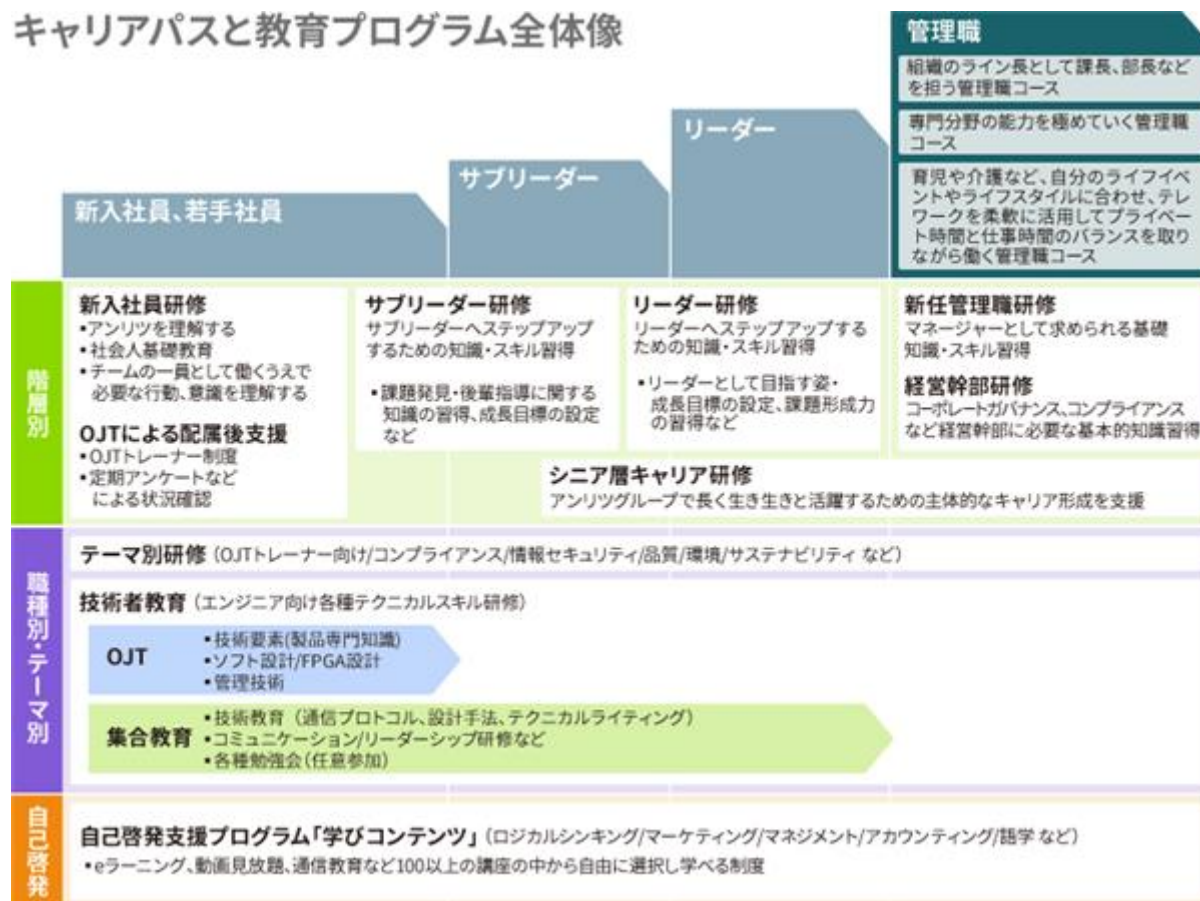 キャリアパスと教育プログラム全体像
管理職
組織のライン長として課長、部長など
を担う管理職コース
専門分野の能力を極めていく管理職
コース
育児や介護など、自分のライフイベ
ントやライフスタイルに合わせ、テレ
ワークを柔軟に活用してプライベー
ト時間と仕事時間のバランスを取り
ながら働く管理職コース
リーダー
サブリーダー
新入社員、若手社員
階層別
新入社員研修
▪アンリツを理解する
▪社会人基礎教育
▪チームの一員として働くうえで
必要な行動、意識を理解する
OJTによる配属後支援
▪OJTトレーナー制度
▪定期アンケートなど
による状況確認
サブリーダー研修
サブリーダーへステップアップ
するための知識・スキル習得
▪課題発見・後輩指導に関する
知識の習得、成長目標の設定
など
リーダー研修
リーダーへステップアップする
ための知識・スキル習得
▪リーダーとして目指す姿・
成長目標の設定、課題形成力
の習得など
新任管理職研修
マネージャーとして求められる基礎
知識・スキル習得
経営幹部研修
コーポレートガバナンス、コンプライアンス
など経営幹部に必要な基本的知識習得
シニア層キャリア研修
アンリツグループで長く生き生きと活躍するための主体的なキャリア形成を支援
職種別・テーマ別
テーマ別研修（OJTトレーナー向け/コンプライアンス/情報セキュリティ/品質/環境/サステナビリティ など）
技術者教育（エンジニア向け各種テクニカルスキル研修）
OJT
▪技術要素(製品専門知識)
▪ソフト設計/FPGA設計
▪管理技術
集合教育
▪技術教育（通信プロトコル、設計手法、テクニカルライティング）
▪コミュニケーション/リーダーシップ研修など
▪各種勉強会(任意参加)
自己啓発
自己啓発支援プログラム「学びコンテンツ」（ロジカルシンキング/マーケティング/マネジメント/アカウンティング/語学 など）
▪eラーニング、動画見放題、通信教育など100以上の講座の中から自由に選択し学べる制度